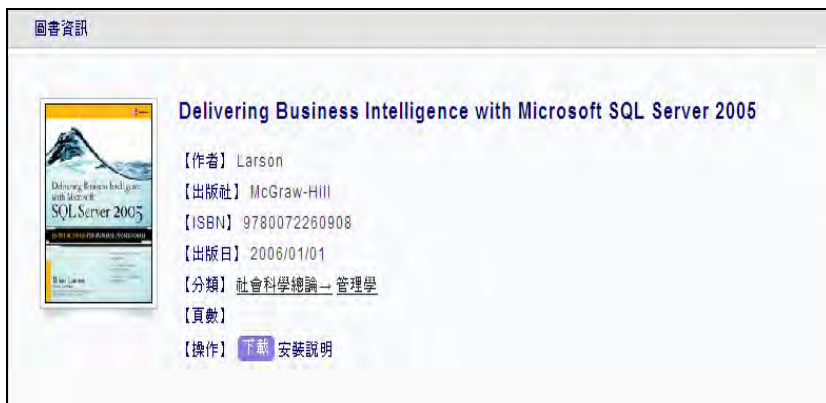 圖書資訊
Delivering Business Intelligence with Microsoft SQL Server 2005
【作者】 Larson
【出版社】 McGraw-Hill
【ISBN】 9780072260908
【出版日】 2006/01/01
【分類】 社會科學總論→管理學
【頁數】
【操作】 下載 安裝說明
Delivering Business Intelligence
with Microsoft
SQL Server 2005
Brian Larson